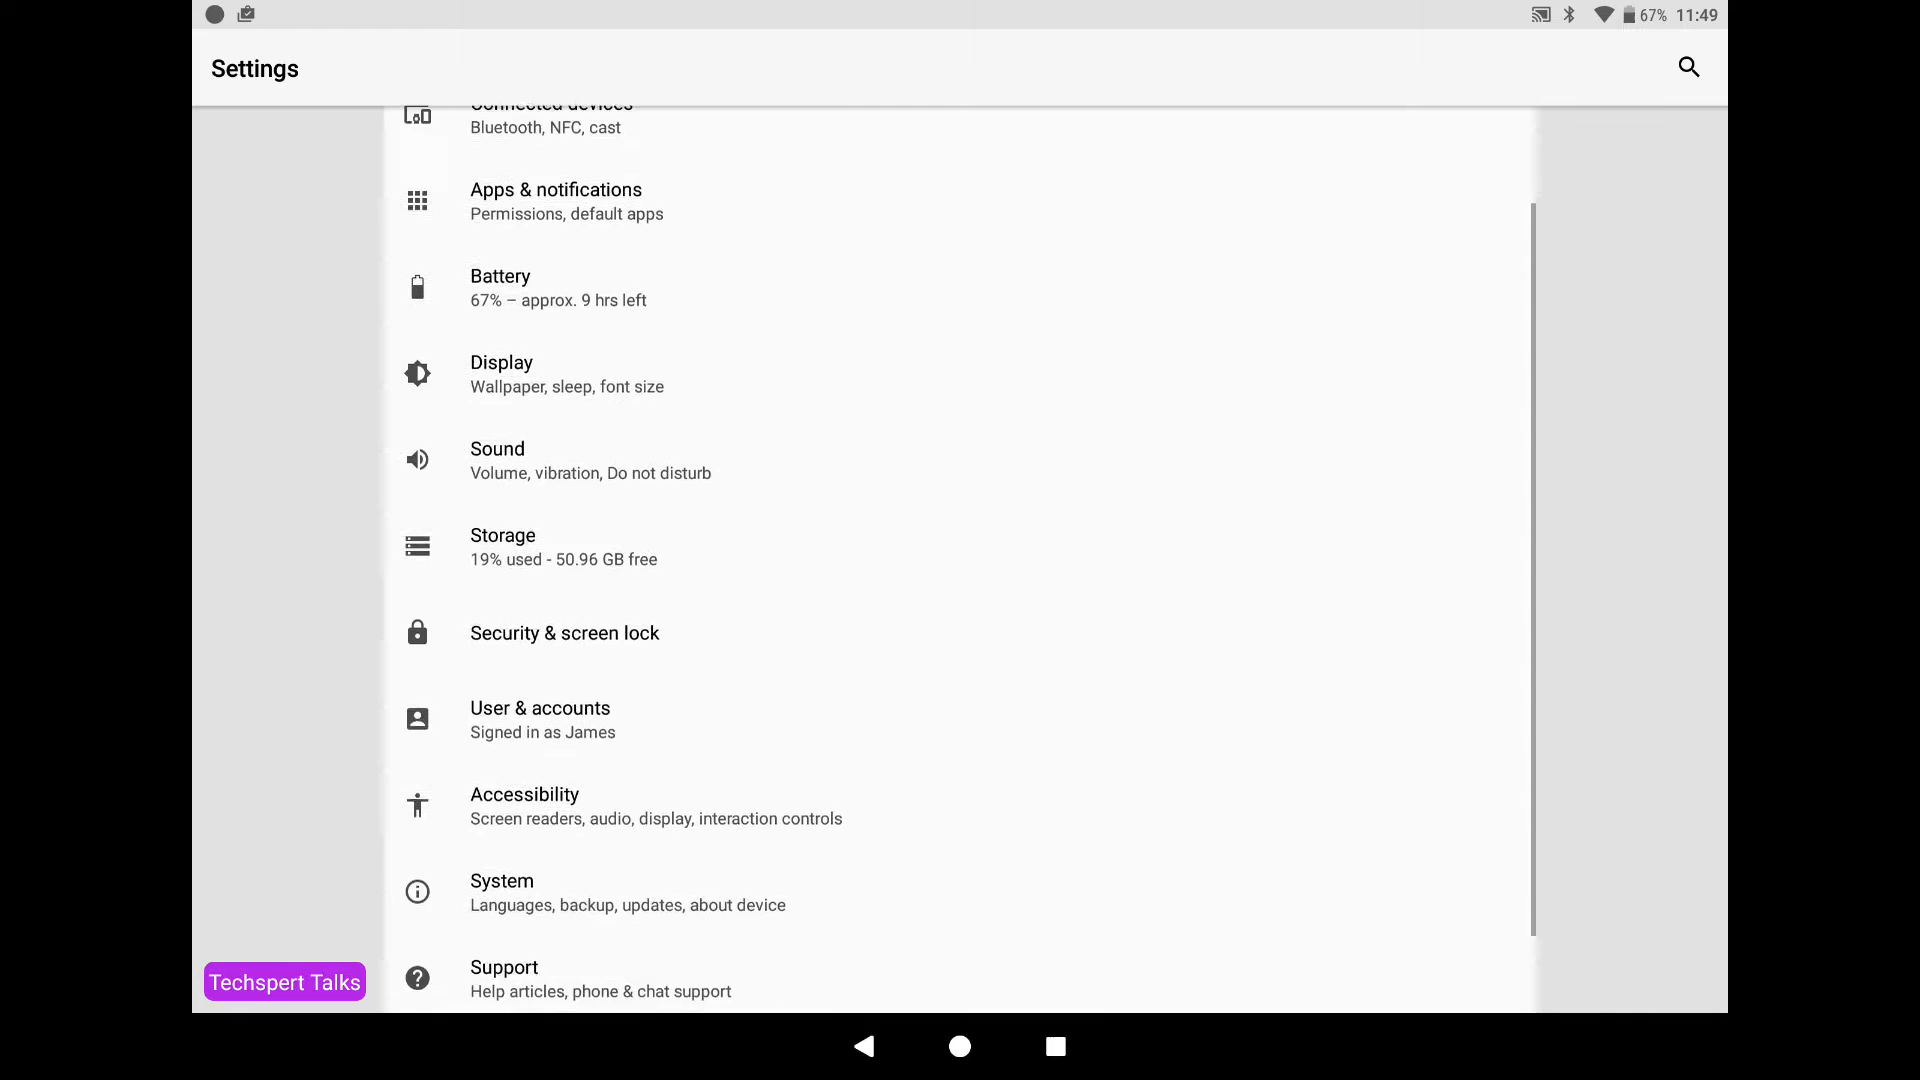 67% 11:49
Settings
Connected devices
Bluetooth, NFC, cast
Apps & notifications
Permissions, default apps
Battery
67% – approx. 9 hrs left
Display
Wallpaper, sleep, font size
Sound
Volume, vibration, Do not disturb
Storage
19% used - 50.96 GB free
Security & screen lock
User & accounts
Signed in as James
Accessibility
Screen readers, audio, display, interaction controls
System
Languages, backup, updates, about device
Support
Help articles, phone & chat support
Techspert Talks